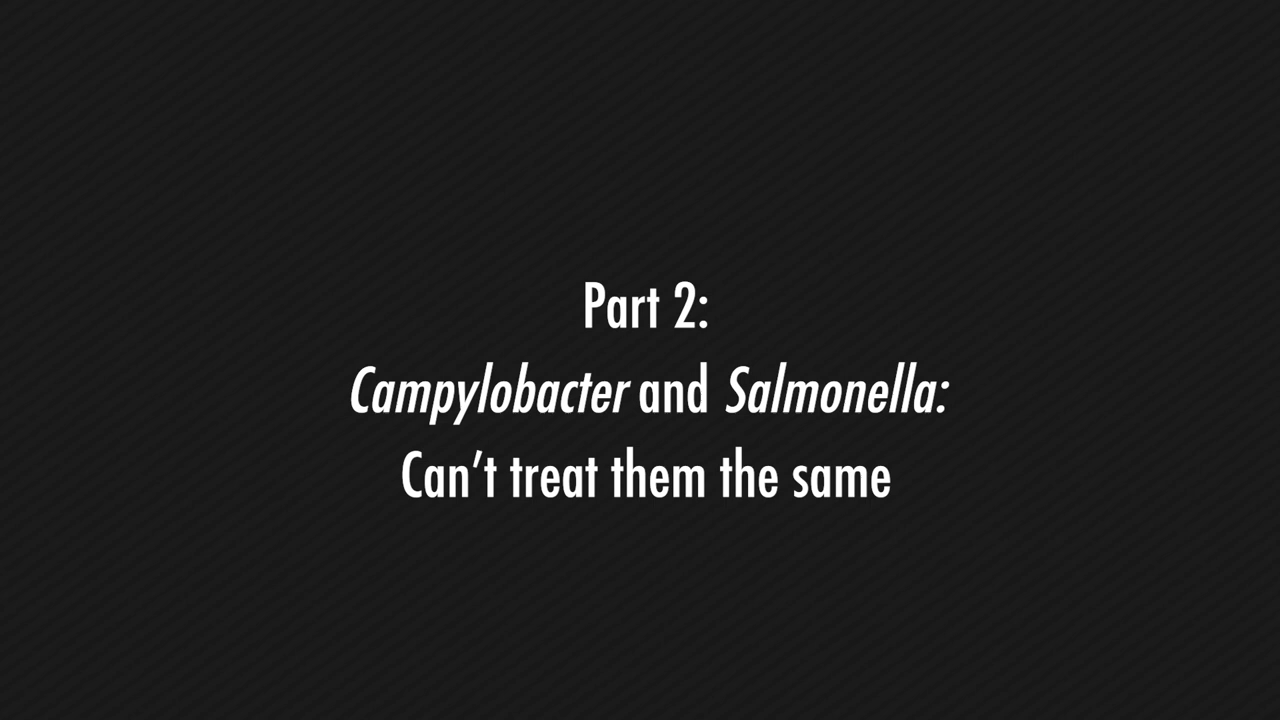 Part 2:
Campylobacter and Salmonella:
Can’t treat them the same